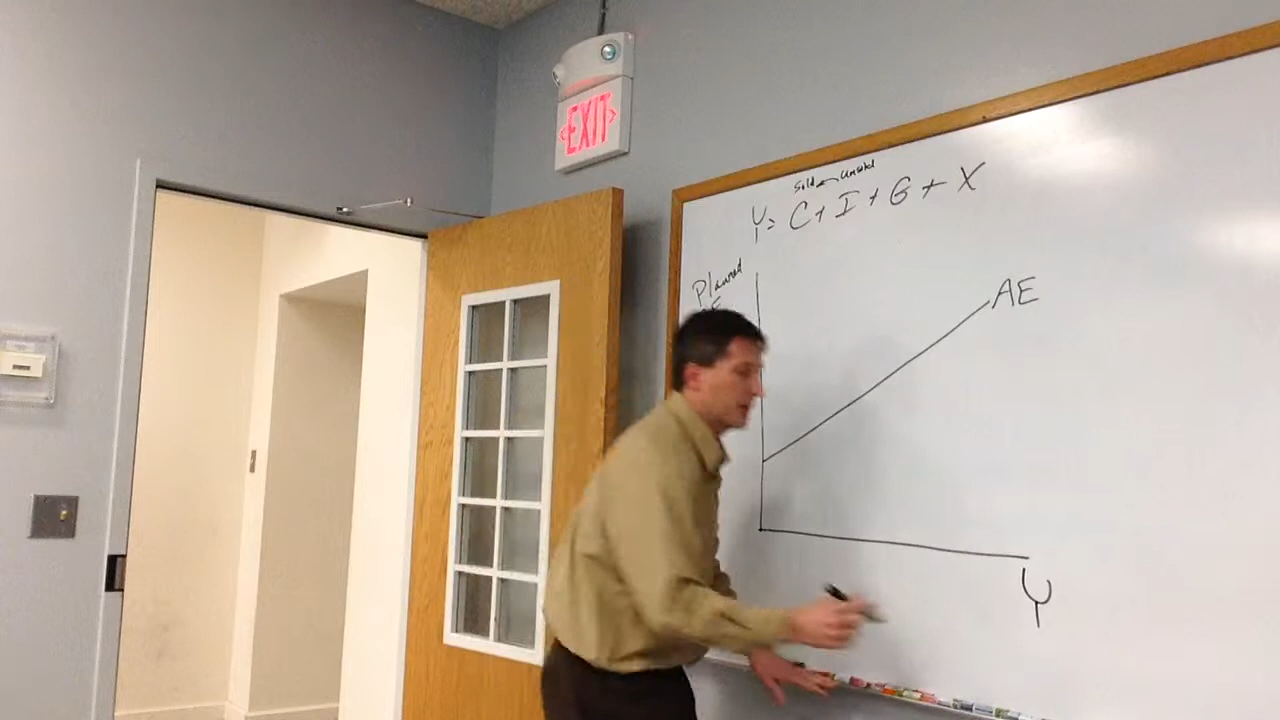 EXIT
Sold Unsold
Y = C + I + G + X
Planned
E
AE
Y